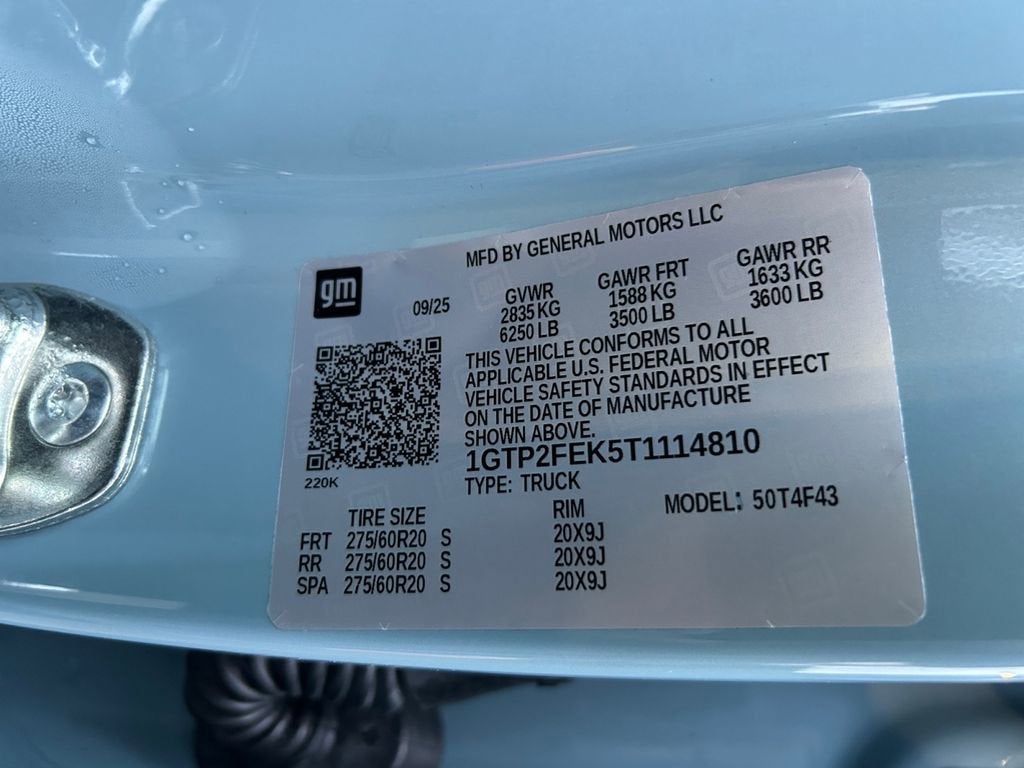 gm
MFD BY GENERAL MOTORS LLC
09/25
GVWR GAWR FRT GAWR RR
2835 KG 1588 KG 1633 KG
6250 LB 3500 LB 3600 LB
THIS VEHICLE CONFORMS TO ALL
APPLICABLE U.S. FEDERAL MOTOR
VEHICLE SAFETY STANDARDS IN EFFECT
ON THE DATE OF MANUFACTURE
SHOWN ABOVE.
1GTP2FEK5T1114810
220K
TYPE: TRUCK
MODEL: 50T4F43
TIRE SIZE RIM
FRT 275/60R20 S 20X9J
RR 275/60R20 S 20X9J
SPA 275/60R20 S 20X9J